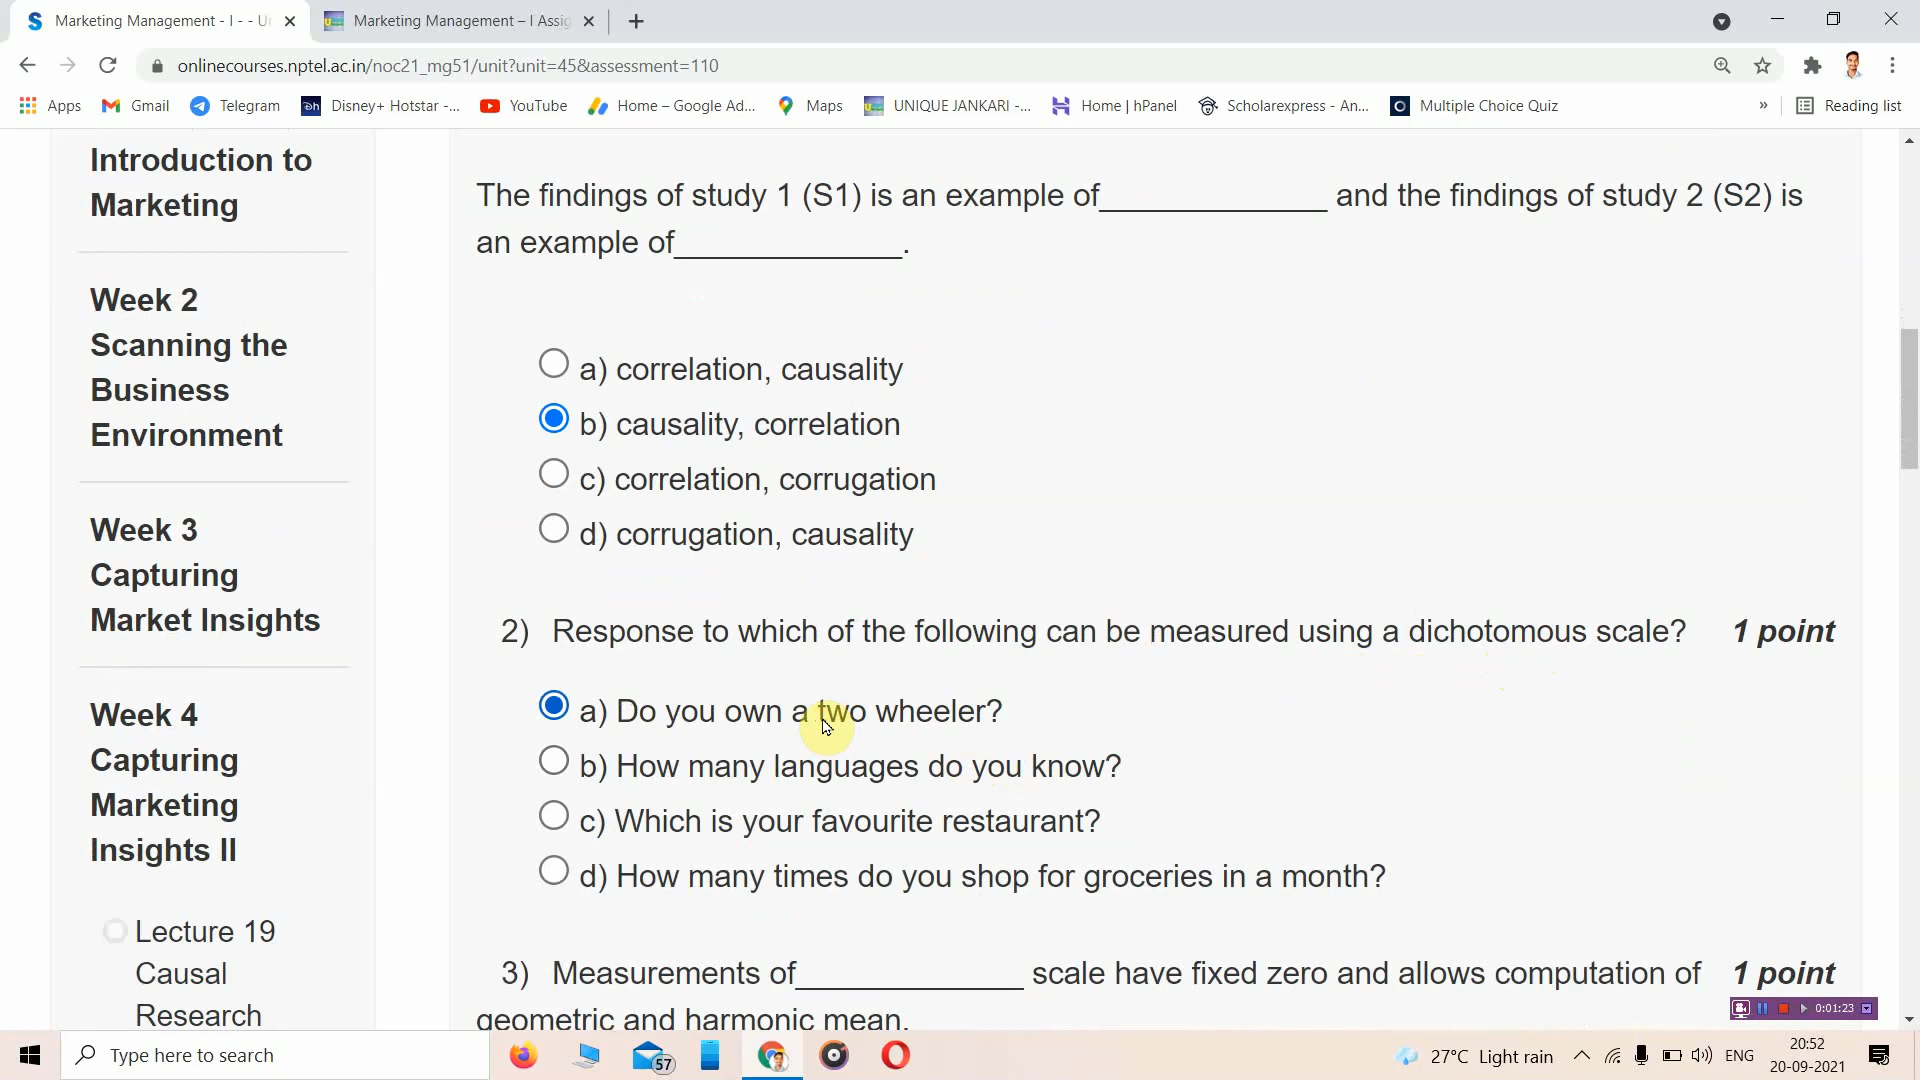 Marketing Management - I - - Un
Marketing Management – I Assig
onlinecourses.nptel.ac.in/noc21_mg51/unit?unit=45&assessment=110
Apps
Gmail
Telegram
Disney+ Hotstar -...
YouTube
Home – Google Ad...
Maps
UNIQUE JANKARI -...
Home | hPanel
Scholarexpress - An...
Multiple Choice Quiz
»
Reading list
Introduction to
Marketing
Week 2
Scanning the
Business
Environment
Week 3
Capturing
Market Insights
Week 4
Capturing
Marketing
Insights II
Lecture 19
Causal
Research
The findings of study 1 (S1) is an example of_____________ and the findings of study 2 (S2) is
an example of_____________.
a) correlation, causality
b) causality, correlation
c) correlation, corrugation
d) corrugation, causality
2) Response to which of the following can be measured using a dichotomous scale? 1 point
a) Do you own a two wheeler?
b) How many languages do you know?
c) Which is your favourite restaurant?
d) How many times do you shop for groceries in a month?
3) Measurements of_____________ scale have fixed zero and allows computation of 1 point
geometric and harmonic mean.
0:01:23
Type here to search
57
27°C Light rain
ENG
20:52
20-09-2021